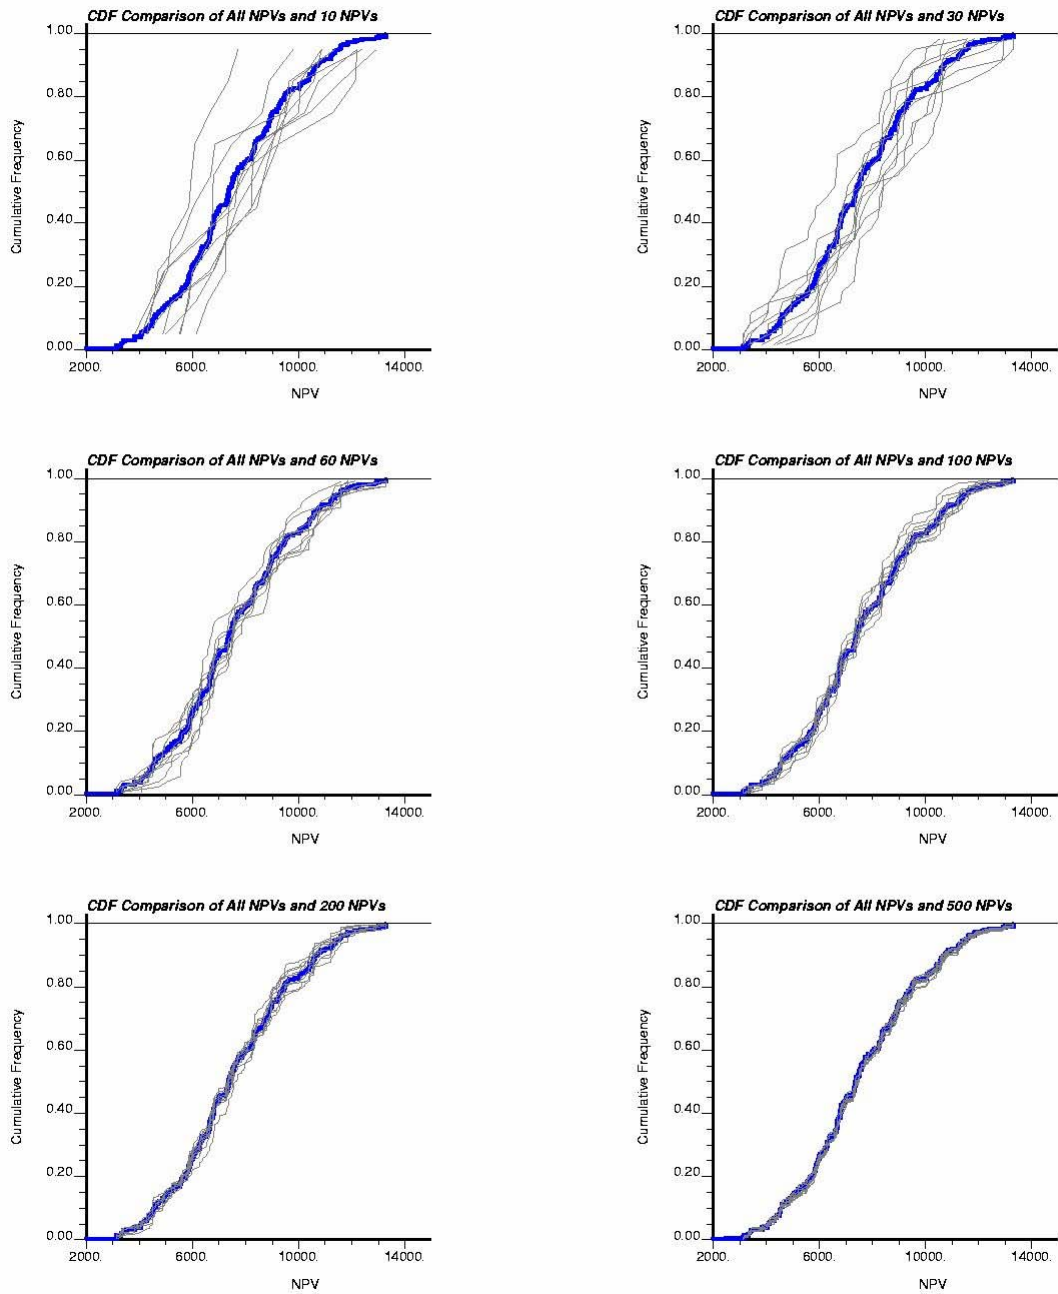 CDF Comparison of All NPVs and 10 NPVs
1.00
0.80
0.60
0.40
0.20
0.00
Cumulative Frequency
2000. 6000. 10000. 14000.
NPV
CDF Comparison of All NPVs and 30 NPVs
1.00
0.80
0.60
0.40
0.20
0.00
Cumulative Frequency
2000. 6000. 10000. 14000.
NPV
CDF Comparison of All NPVs and 60 NPVs
1.00
0.80
0.60
0.40
0.20
0.00
Cumulative Frequency
2000. 6000. 10000. 14000.
NPV
CDF Comparison of All NPVs and 100 NPVs
1.00
0.80
0.60
0.40
0.20
0.00
Cumulative Frequency
2000. 6000. 10000. 14000.
NPV
CDF Comparison of All NPVs and 200 NPVs
1.00
0.80
0.60
0.40
0.20
0.00
Cumulative Frequency
2000. 6000. 10000. 14000.
NPV
CDF Comparison of All NPVs and 500 NPVs
1.00
0.80
0.60
0.40
0.20
0.00
Cumulative Frequency
2000. 6000. 10000. 14000.
NPV